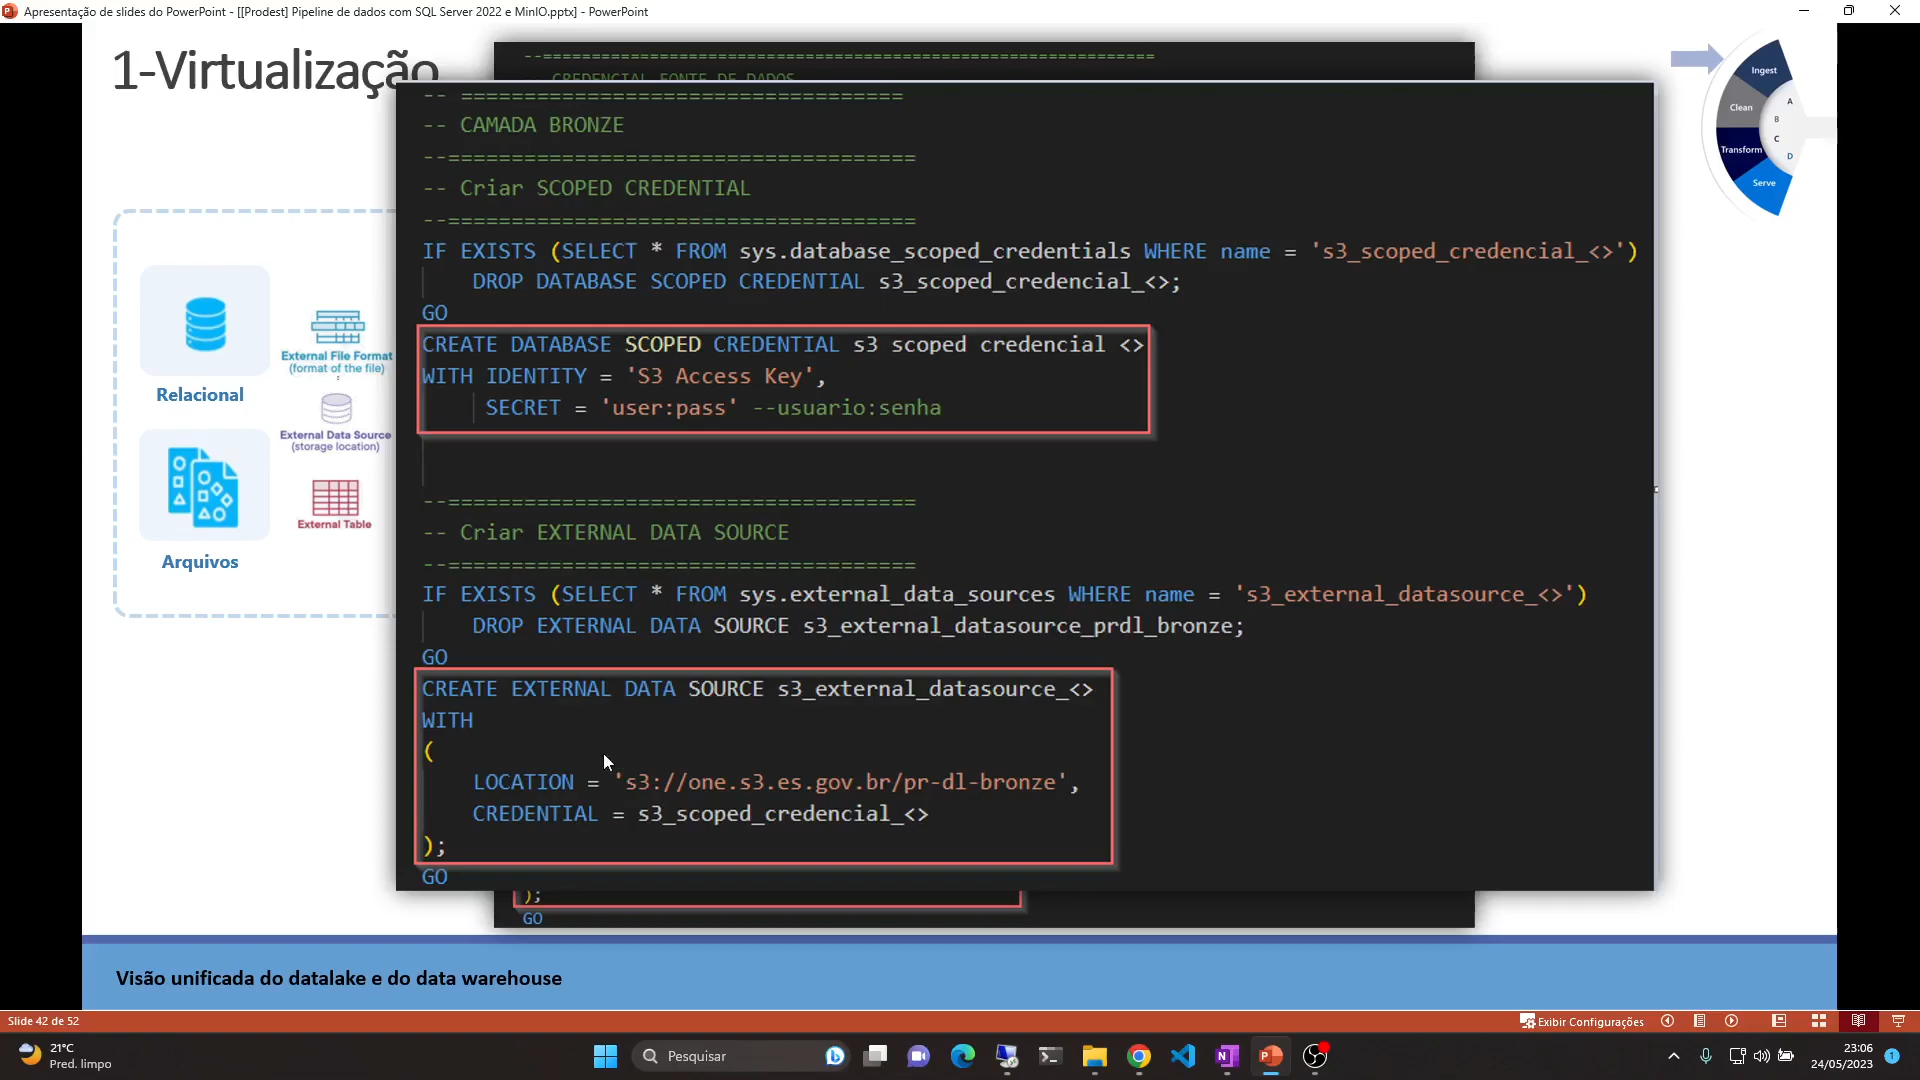 Apresentação de slides do PowerPoint - [[Prodest] Pipeline de dados com SQL Server 2022 e MinIO.pptx] - PowerPoint
1-Virtualização
--========================================================
CREDENCIAL FONTE DE DADOS
-- ===================================
-- CAMADA BRONZE
--=====================================
-- Criar SCOPED CREDENTIAL
--=====================================
IF EXISTS (SELECT * FROM sys.database_scoped_credentials WHERE name = 's3_scoped_credencial_<>')
DROP DATABASE SCOPED CREDENTIAL s3_scoped_credencial_<>;
GO
CREATE DATABASE SCOPED CREDENTIAL s3 scoped credencial <>
WITH IDENTITY = 'S3 Access Key',
SECRET = 'user:pass' --usuario:senha
--=====================================
-- Criar EXTERNAL DATA SOURCE
--=====================================
IF EXISTS (SELECT * FROM sys.external_data_sources WHERE name = 's3_external_datasource_<>')
DROP EXTERNAL DATA SOURCE s3_external_datasource_prdl_bronze;
GO
CREATE EXTERNAL DATA SOURCE s3_external_datasource_<>
WITH
(
LOCATION = 's3://one.s3.es.gov.br/pr-dl-bronze',
CREDENTIAL = s3_scoped_credencial_<>
);
GO
);
GO
Relacional
Arquivos
External File Format
(format of the file)
External Data Source
(storage location)
External Table
Ingest
Clean
Transform
Serve
A
B
C
D
Visão unificada do datalake e do data warehouse
Slide 42 de 52
Exibir Configurações
21°C
Pred. limpo
Pesquisar
23:06
24/05/2023
1